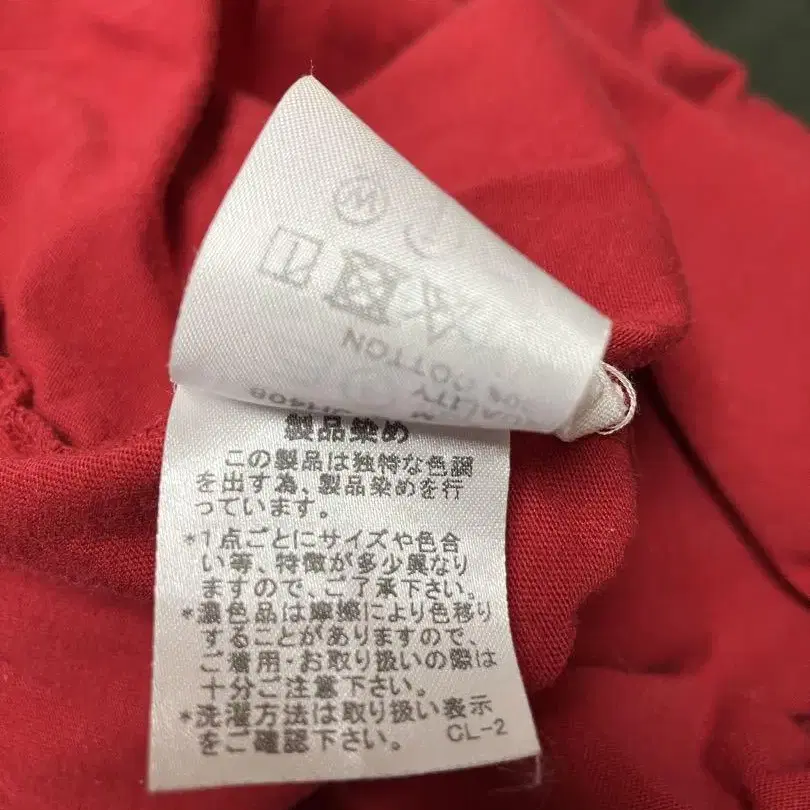 COTTON
製品染め
この製品は独特な色調
を出す為、製品染めを行
っています。
*1点ごとにサイズや色合
い等、特徴が多少異なり
ますので、ご了承下さい。
*濃色品は摩擦により色移り
することがありますので、
ご着用・お取り扱いの際は
十分ご注意下さい。
*洗濯方法は取り扱い表示
をご確認下さい。 CL-2